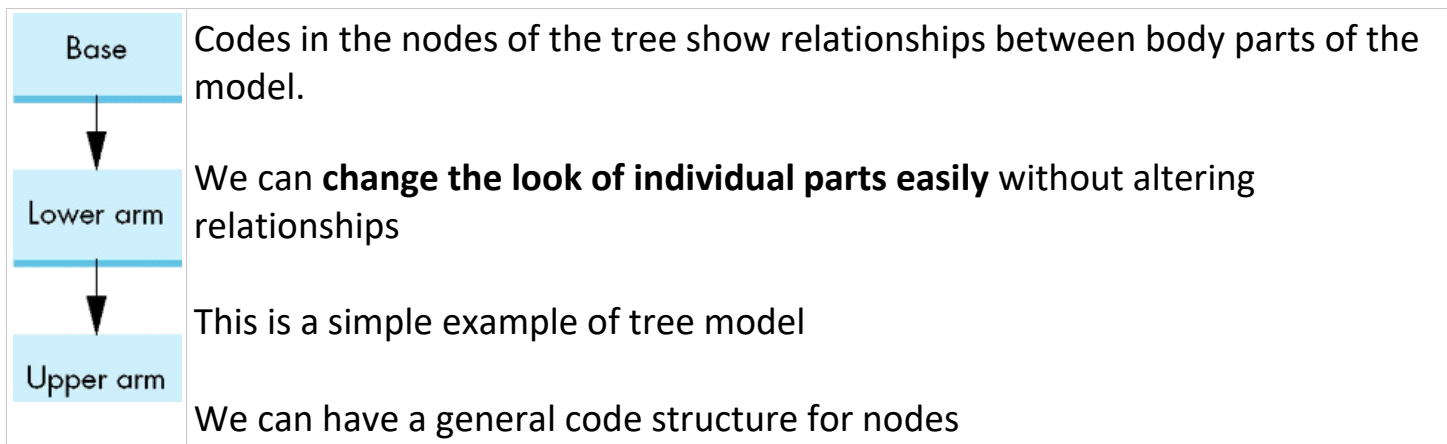 Base
Lower arm
Upper arm
Codes in the nodes of the tree show relationships between body parts of the
model.
We can change the look of individual parts easily without altering
relationships
This is a simple example of tree model
We can have a general code structure for nodes